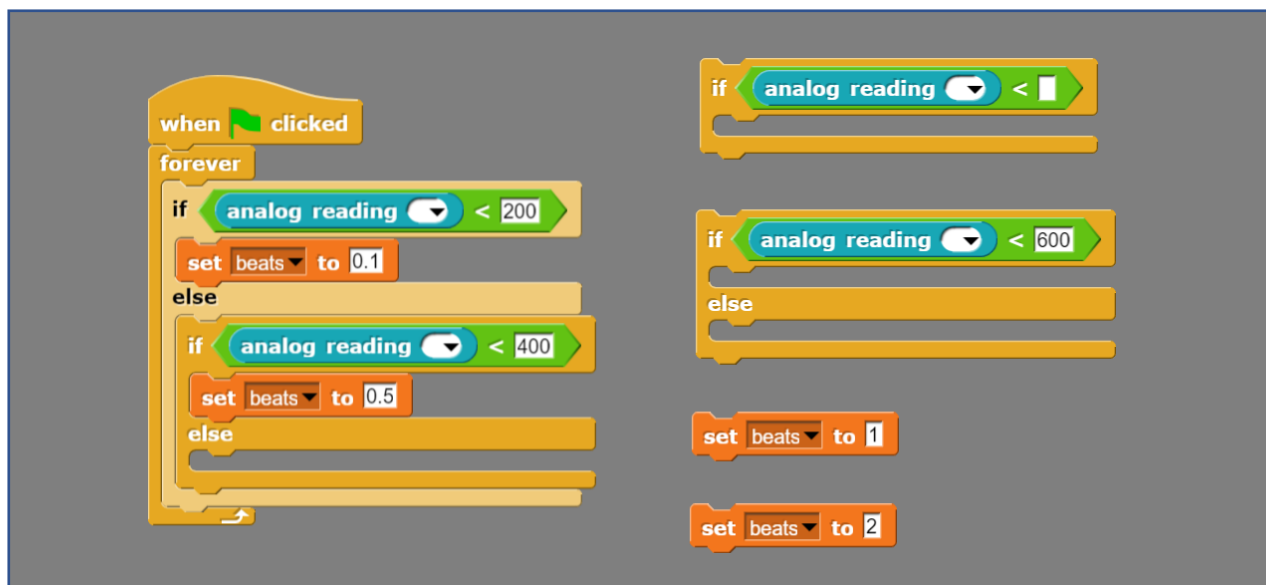 when clicked
forever
if analog reading < 200
set beats to 0.1
else
if analog reading < 400
set beats to 0.5
else
if analog reading <
if analog reading < 600
else
set beats to 1
set beats to 2